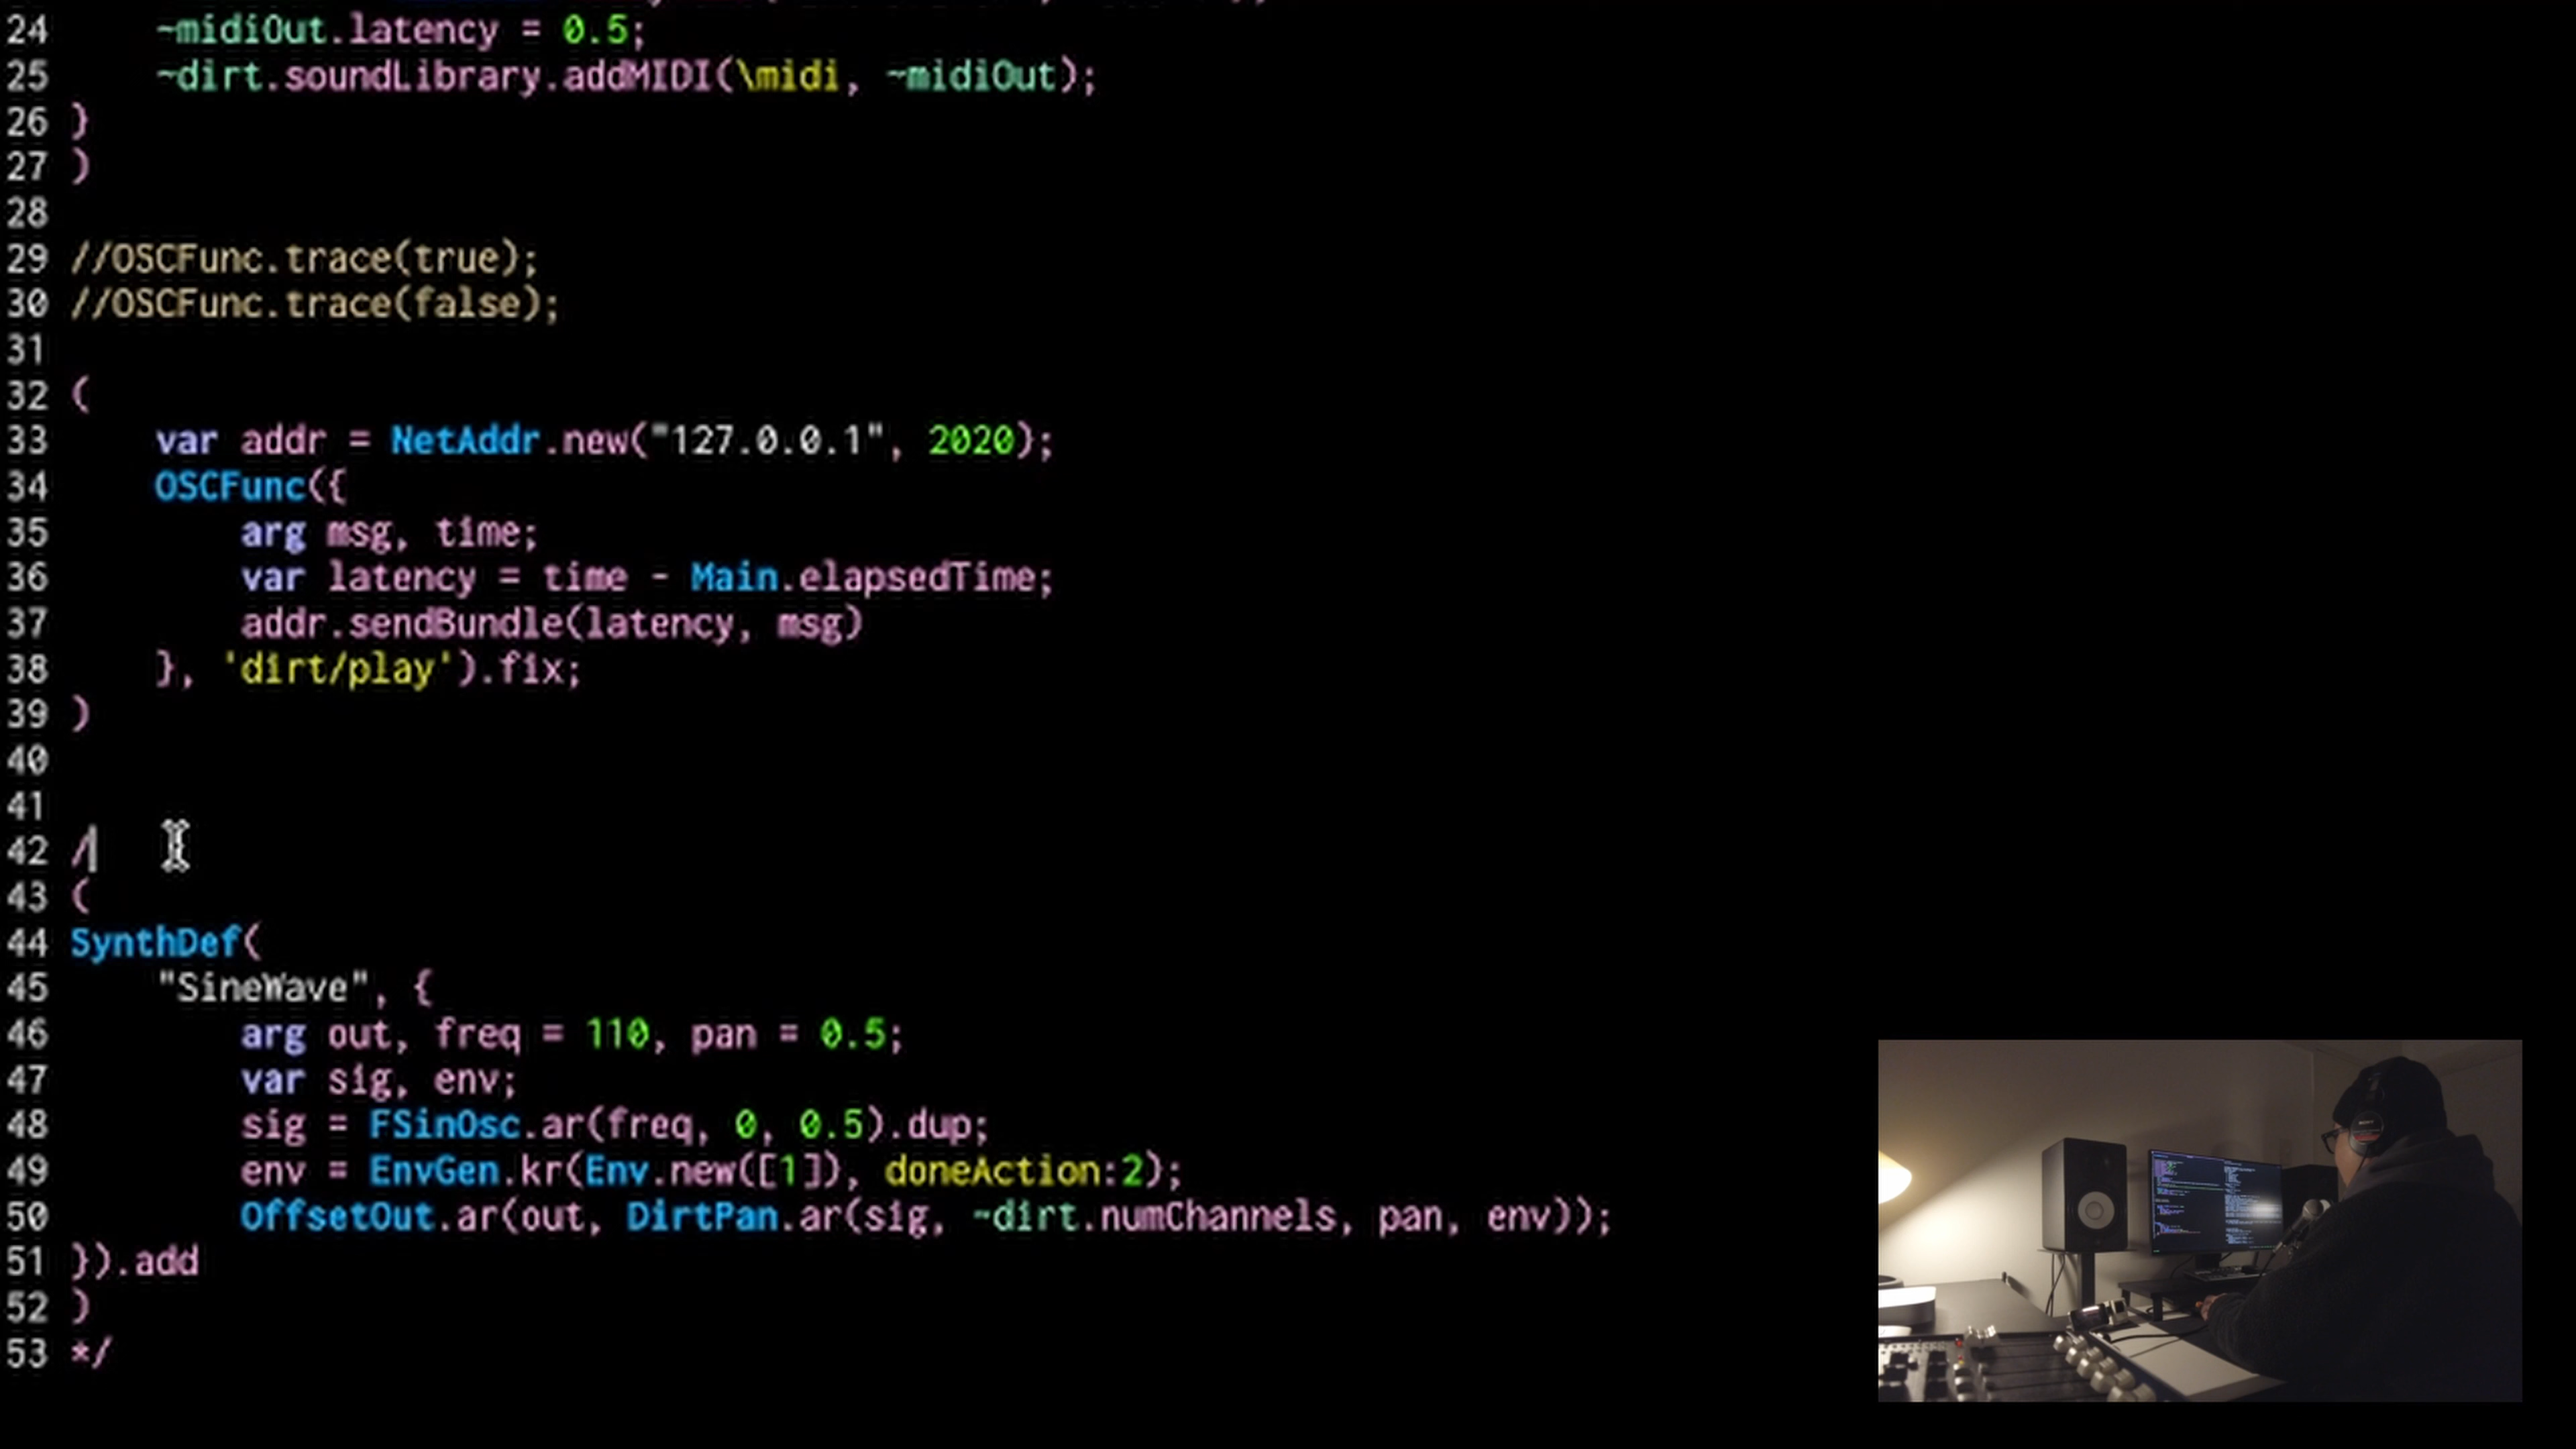 24 ~midiOut.latency = 0.5;
25 ~dirt.soundLibrary.addMIDI(\midi, ~midiOut);
26 }
27 )
28
29 //OSCFunc.trace(true);
30 //OSCFunc.trace(false);
31
32 (
33 var addr = NetAddr.new("127.0.0.1", 2020);
34 OSCFunc({
35 arg msg, time;
36 var latency = time - Main.elapsedTime;
37 addr.sendBundle(latency, msg)
38 }, 'dirt/play').fix;
39 )
40
41
42 /
43 (
44 SynthDef(
45 "SineWave", {
46 arg out, freq = 110, pan = 0.5;
47 var sig, env;
48 sig = FSinOsc.ar(freq, 0, 0.5).dup;
49 env = EnvGen.kr(Env.new([1]), doneAction:2);
50 OffsetOut.ar(out, DirtPan.ar(sig, ~dirt.numChannels, pan, env));
51 }).add
52 )
53 */